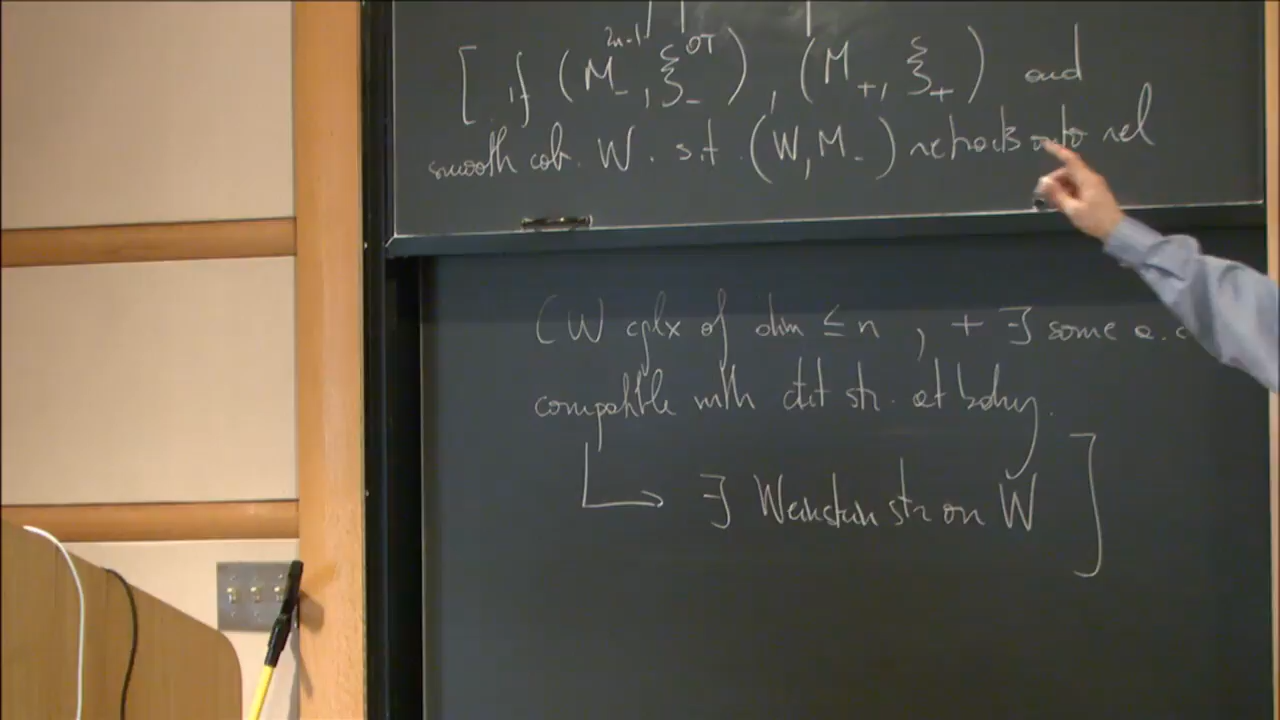 [ if (M_-^{2n-1}, ξ_-^{OT}), (M_+, ξ_+) and
smooth cob. W. s.t. (W, M_-) retracts onto rel
(W cplx of dim ≤ n, + ∃ some a.c
compatible with ctct str. at bdry.
↳ ∃ Weinstein str on W ]